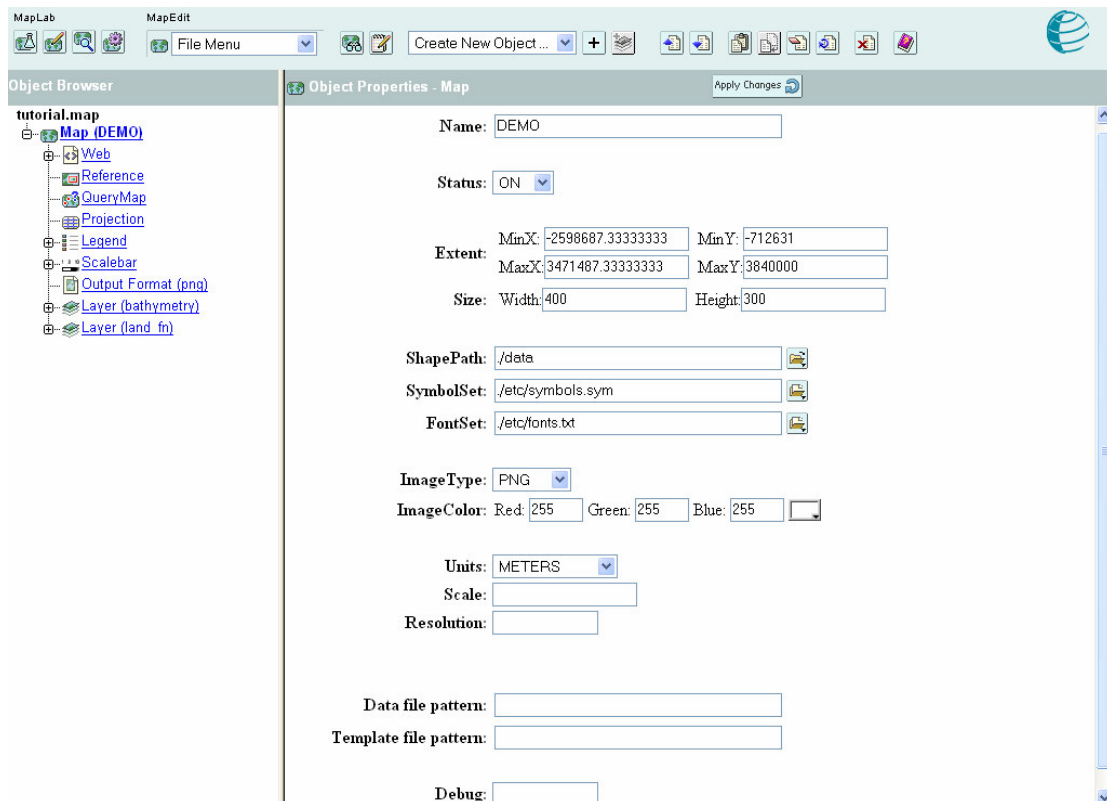 MapLab MapEdit
File Menu Create New Object ... +
Object Browser
Object Properties - Map Apply Changes
tutorial.map
Map (DEMO)
Web
Reference
QueryMap
Projection
Legend
Scalebar
Output Format (png)
Layer (bathymetry)
Layer (land_fn)
Name: DEMO
Status: ON
Extent: MinX: -2598687.33333333 MinY: -712631
MaxX: 3471487.33333333 MaxY: 3840000
Size: Width: 400 Height: 300
ShapePath: ./data
SymbolSet: ./etc/symbols.sym
FontSet: ./etc/fonts.txt
ImageType: PNG
ImageColor: Red: 255 Green: 255 Blue: 255
Units: METERS
Scale:
Resolution:
Data file pattern:
Template file pattern:
Debug: